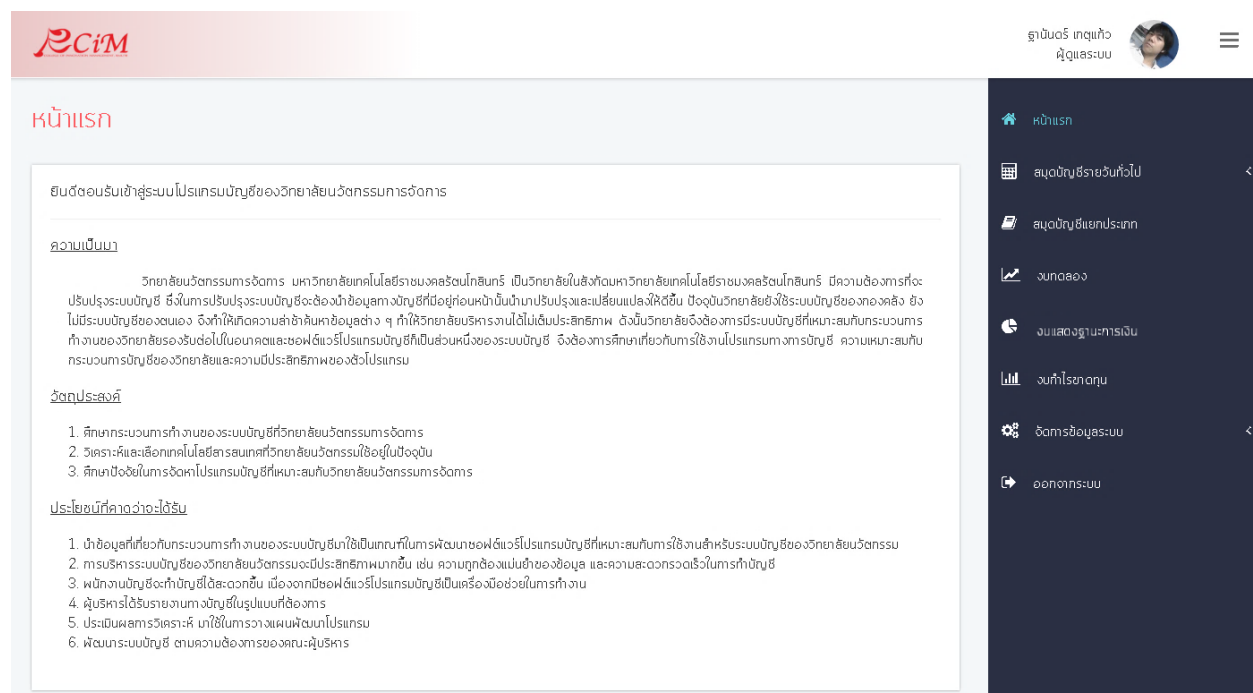 RCiM
ฐานันดร์ เกตุแก้ว
ผู้ดูแลระบบ
หน้าแรก
ยินดีตอนรับเข้าสู่ระบบโปรแกรมบัญชีของวิทยาลัยนวัตกรรมการจัดการ
ความเป็นมา
วิทยาลัยนวัตกรรมการจัดการ มหาวิทยาลัยเทคโนโลยีราชมงคลรัตนโกสินทร์ เป็นวิทยาลัยในสังกัดมหาวิทยาลัยเทคโนโลยีราชมงคลรัตนโกสินทร์ มีความต้องการที่จะ
ปรับปรุงระบบบัญชี ซึ่งในการปรับปรุงระบบบัญชีจะต้องนำข้อมูลทางบัญชีที่มีอยู่ก่อนหน้านั้นนำมาปรับปรุงและเปลี่ยนแปลงให้ดีขึ้น ปัจจุบันวิทยาลัยยังใช้ระบบบัญชีของกองคลัง ยัง
ไม่มีระบบบัญชีของตนเอง จึงทำให้เกิดความล่าช้าค้นหาข้อมูลต่าง ๆ ทำให้วิทยาลัยบริหารงานได้ไม่เต็มประสิทธิภาพ ดังนั้นวิทยาลัยจึงต้องการมีระบบบัญชีที่เหมาะสมกับกระบวนการ
ทำงานของวิทยาลัยรองรับต่อไปในอนาคตและซอฟต์แวร์โปรแกรมบัญชีก็เป็นส่วนหนึ่งของระบบบัญชี จึงต้องการศึกษาเกี่ยวกับการใช้งานโปรแกรมทางการบัญชี ความเหมาะสมกับ
กระบวนการบัญชีของวิทยาลัยและความมีประสิทธิภาพของตัวโปรแกรม
วัตถุประสงค์
1. ศึกษากระบวนการทำงานของระบบบัญชีที่วิทยาลัยนวัตกรรมการจัดการ
2. วิเคราะห์และเลือกเทคโนโลยีสารสนเทศที่วิทยาลัยนวัตกรรมใช้อยู่ในปัจจุบัน
3. ศึกษาปัจจัยในการจัดหาโปรแกรมบัญชีที่เหมาะสมกับวิทยาลัยนวัตกรรมการจัดการ
ประโยชน์ที่คาดว่าจะได้รับ
1. นำข้อมูลที่เกี่ยวกับกระบวนการทำงานของระบบบัญชีมาใช้เป็นเกณฑ์ในการพัฒนาซอฟต์แวร์โปรแกรมบัญชีที่เหมาะสมกับการใช้งานสำหรับระบบบัญชีของวิทยาลัยนวัตกรรม
2. การบริหารระบบบัญชีของวิทยาลัยนวัตกรรมจะมีประสิทธิภาพมากขึ้น เช่น ความถูกต้องแม่นยำของข้อมูล และความสะดวกรวดเร็วในการทำบัญชี
3. พนักงานบัญชีจะทำบัญชีได้สะดวกขึ้น เนื่องจากมีซอฟต์แวร์โปรแกรมบัญชีเป็นเครื่องมือช่วยในการทำงาน
4. ผู้บริหารได้รับรายงานทางบัญชีในรูปแบบที่ต้องการ
5. ประเมินผลการวิเคราะห์ มาใช้ในการวางแผนพัฒนาโปรแกรม
6. พัฒนาระบบบัญชี ตามความต้องการของคณะผู้บริหาร
หน้าแรก
สมุดบัญชีรายวันทั่วไป
สมุดบัญชีแยกประเภท
งบทดลอง
งบแสดงฐานะการเงิน
งบกำไรขาดทุน
จัดการข้อมูลระบบ
ออกจากระบบ